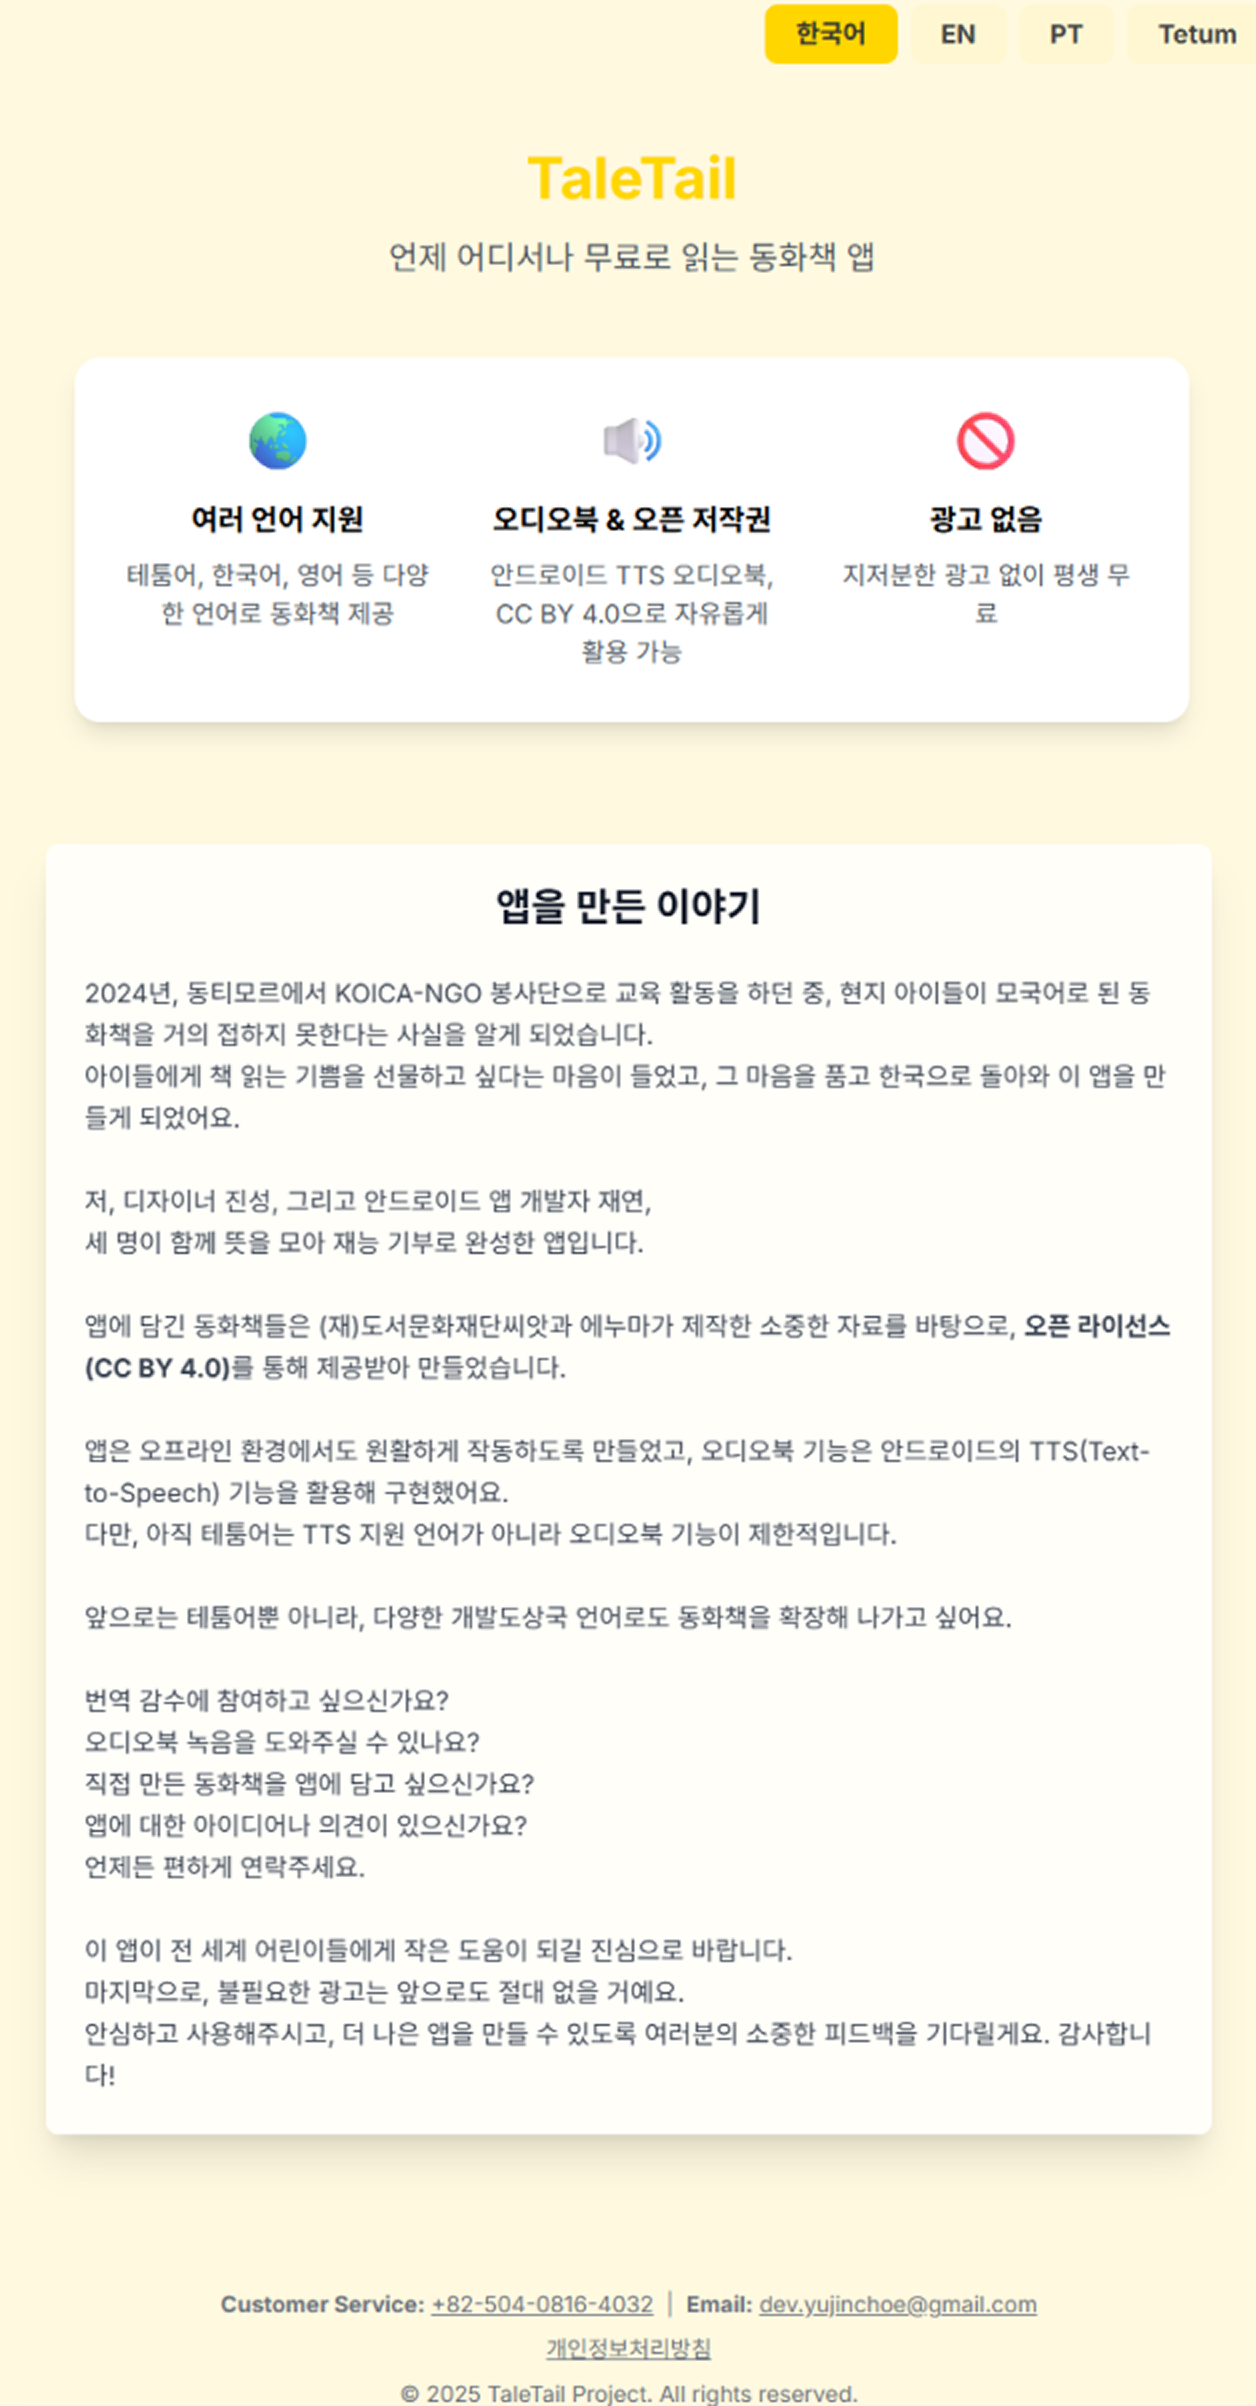 한국어 EN PT Tetum
TaleTail
언제 어디서나 무료로 읽는 동화책 앱
여러 언어 지원
테툼어, 한국어, 영어 등 다양
한 언어로 동화책 제공
오디오북 & 오픈 저작권
안드로이드 TTS 오디오북,
CC BY 4.0으로 자유롭게
활용 가능
광고 없음
지저분한 광고 없이 평생 무
료
앱을 만든 이야기
2024년, 동티모르에서 KOICA-NGO 봉사단으로 교육 활동을 하던 중, 현지 아이들이 모국어로 된 동
화책을 거의 접하지 못한다는 사실을 알게 되었습니다.
아이들에게 책 읽는 기쁨을 선물하고 싶다는 마음이 들었고, 그 마음을 품고 한국으로 돌아와 이 앱을 만
들게 되었어요.
저, 디자이너 진성, 그리고 안드로이드 앱 개발자 재연,
세 명이 함께 뜻을 모아 재능 기부로 완성한 앱입니다.
앱에 담긴 동화책들은 (재)도서문화재단씨앗과 에누마가 제작한 소중한 자료를 바탕으로, 오픈 라이선스
(CC BY 4.0)를 통해 제공받아 만들었습니다.
앱은 오프라인 환경에서도 원활하게 작동하도록 만들었고, 오디오북 기능은 안드로이드의 TTS(Text-
to-Speech) 기능을 활용해 구현했어요.
다만, 아직 테툼어는 TTS 지원 언어가 아니라 오디오북 기능이 제한적입니다.
앞으로는 테툼어뿐 아니라, 다양한 개발도상국 언어로도 동화책을 확장해 나가고 싶어요.
번역 감수에 참여하고 싶으신가요?
오디오북 녹음을 도와주실 수 있나요?
직접 만든 동화책을 앱에 담고 싶으신가요?
앱에 대한 아이디어나 의견이 있으신가요?
언제든 편하게 연락주세요.
이 앱이 전 세계 어린이들에게 작은 도움이 되길 진심으로 바랍니다.
마지막으로, 불필요한 광고는 앞으로도 절대 없을 거예요.
안심하고 사용해주시고, 더 나은 앱을 만들 수 있도록 여러분의 소중한 피드백을 기다릴게요. 감사합니
다!
Customer Service: +82-504-0816-4032 | Email: dev.yujinchoe@gmail.com
개인정보처리방침
© 2025 TaleTail Project. All rights reserved.